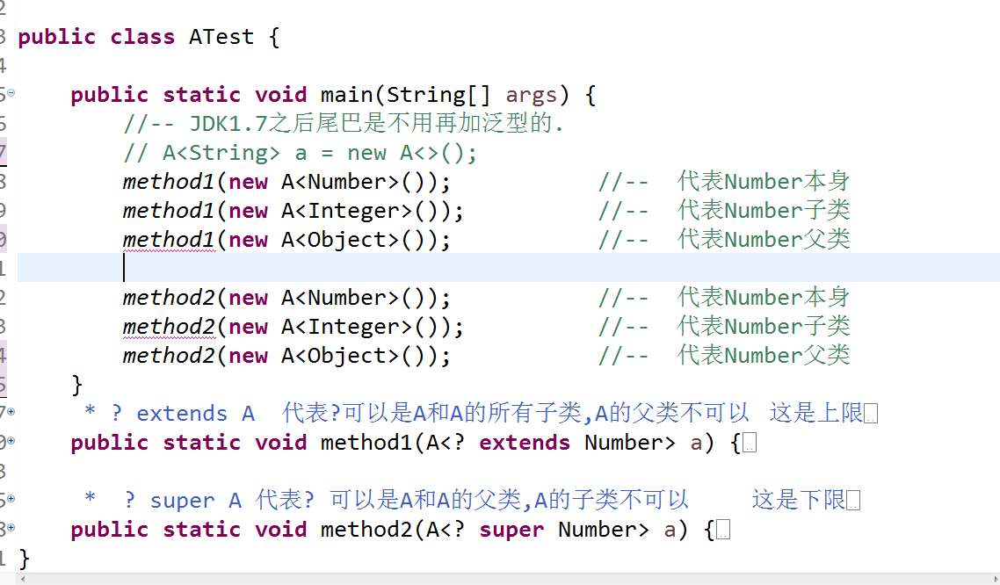 public class ATest {
public static void main(String[] args) {
//-- JDK1.7之后尾巴是不用再加泛型的.
// A<String> a = new A<>();
method1(new A<Number>()); //-- 代表Number本身
method1(new A<Integer>()); //-- 代表Number子类
method1(new A<Object>()); //-- 代表Number父类
method2(new A<Number>()); //-- 代表Number本身
method2(new A<Integer>()); //-- 代表Number子类
method2(new A<Object>()); //-- 代表Number父类
}
* ? extends A 代表?可以是A和A的所有子类,A的父类不可以 这是上限
public static void method1(A<? extends Number> a) {
* ? super A 代表? 可以是A和A的父类,A的子类不可以 这是下限
public static void method2(A<? super Number> a) {
}